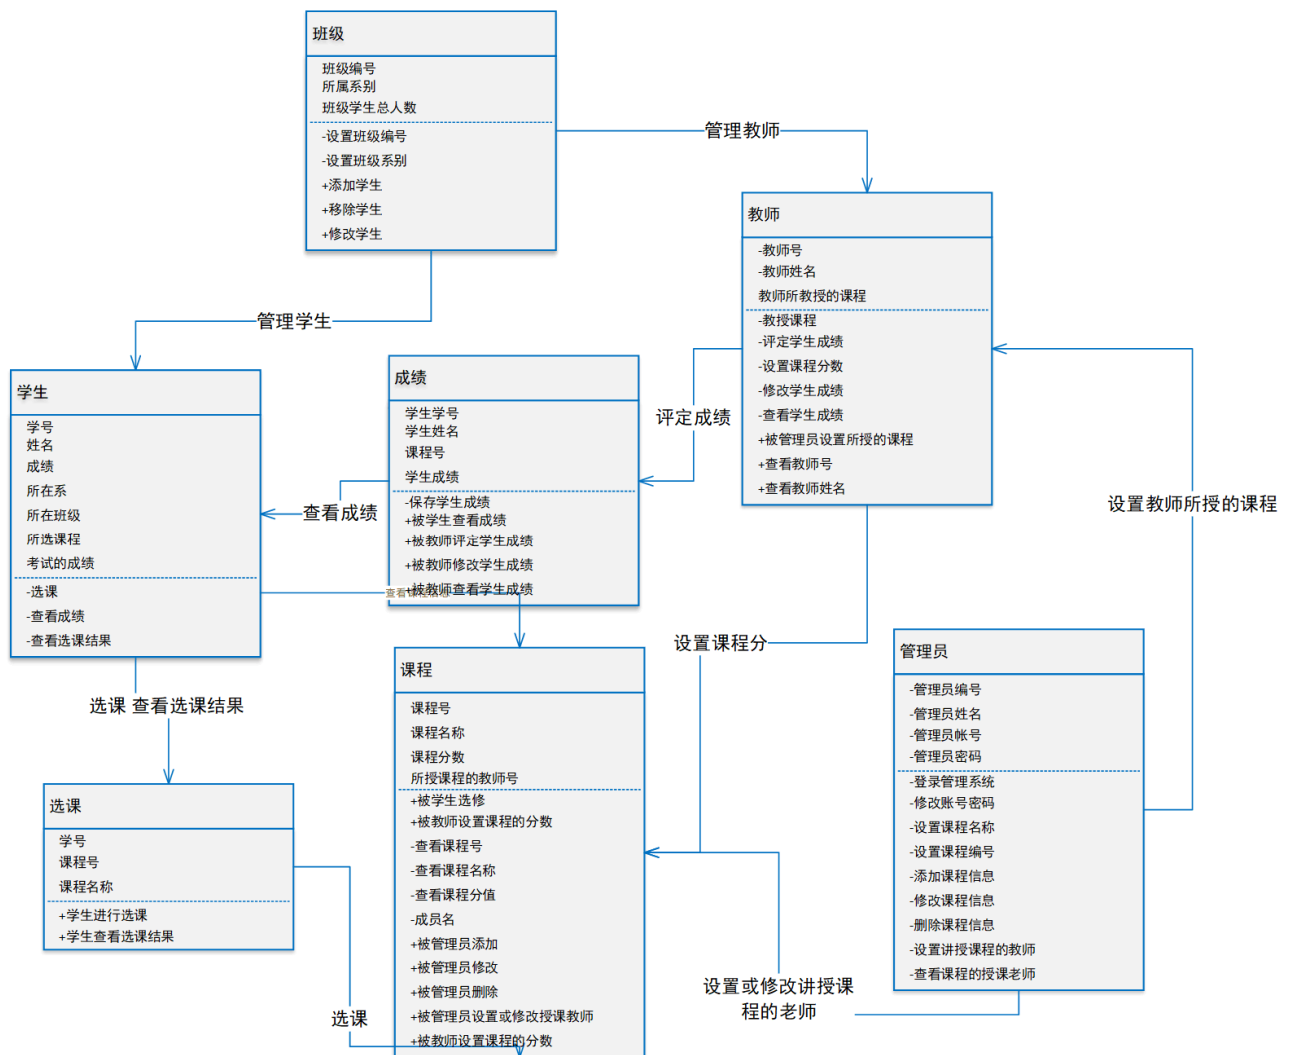 班级
班级编号
所属系别
班级学生总人数
-设置班级编号
-设置班级系别
+添加学生
+移除学生
+修改学生
管理教师
管理学生
教师
-教师号
-教师姓名
教师所教授的课程
-教授课程
-评定学生成绩
-设置课程分数
-修改学生成绩
-查看学生成绩
+被管理员设置所授的课程
+查看教师号
+查看教师姓名
学生
学号
姓名
成绩
所在系
所在班级
所选课程
考试的成绩
-选课
-查看成绩
-查看选课结果
成绩
学生学号
学生姓名
课程号
学生成绩
-保存学生成绩
+被学生查看成绩
+被教师评定学生成绩
+被教师修改学生成绩
+被教师查看学生成绩
评定成绩
查看成绩
查看
设置教师所授的课程
设置课程分
选课 查看选课结果
选课
学号
课程号
课程名称
+学生进行选课
+学生查看选课结果
选课
课程
课程号
课程名称
课程分数
所授课程的教师号
+被学生选修
+被教师设置课程的分数
-查看课程号
-查看课程名称
-查看课程分值
-成员名
+被管理员添加
+被管理员修改
+被管理员删除
+被管理员设置或修改授课教师
+被教师设置课程的分数
管理员
-管理员编号
-管理员姓名
-管理员帐号
-管理员密码
-登录管理系统
-修改账号密码
-设置课程名称
-设置课程编号
-添加课程信息
-修改课程信息
-删除课程信息
-设置讲授课程的教师
-查看课程的授课老师
设置或修改讲授课
程的老师